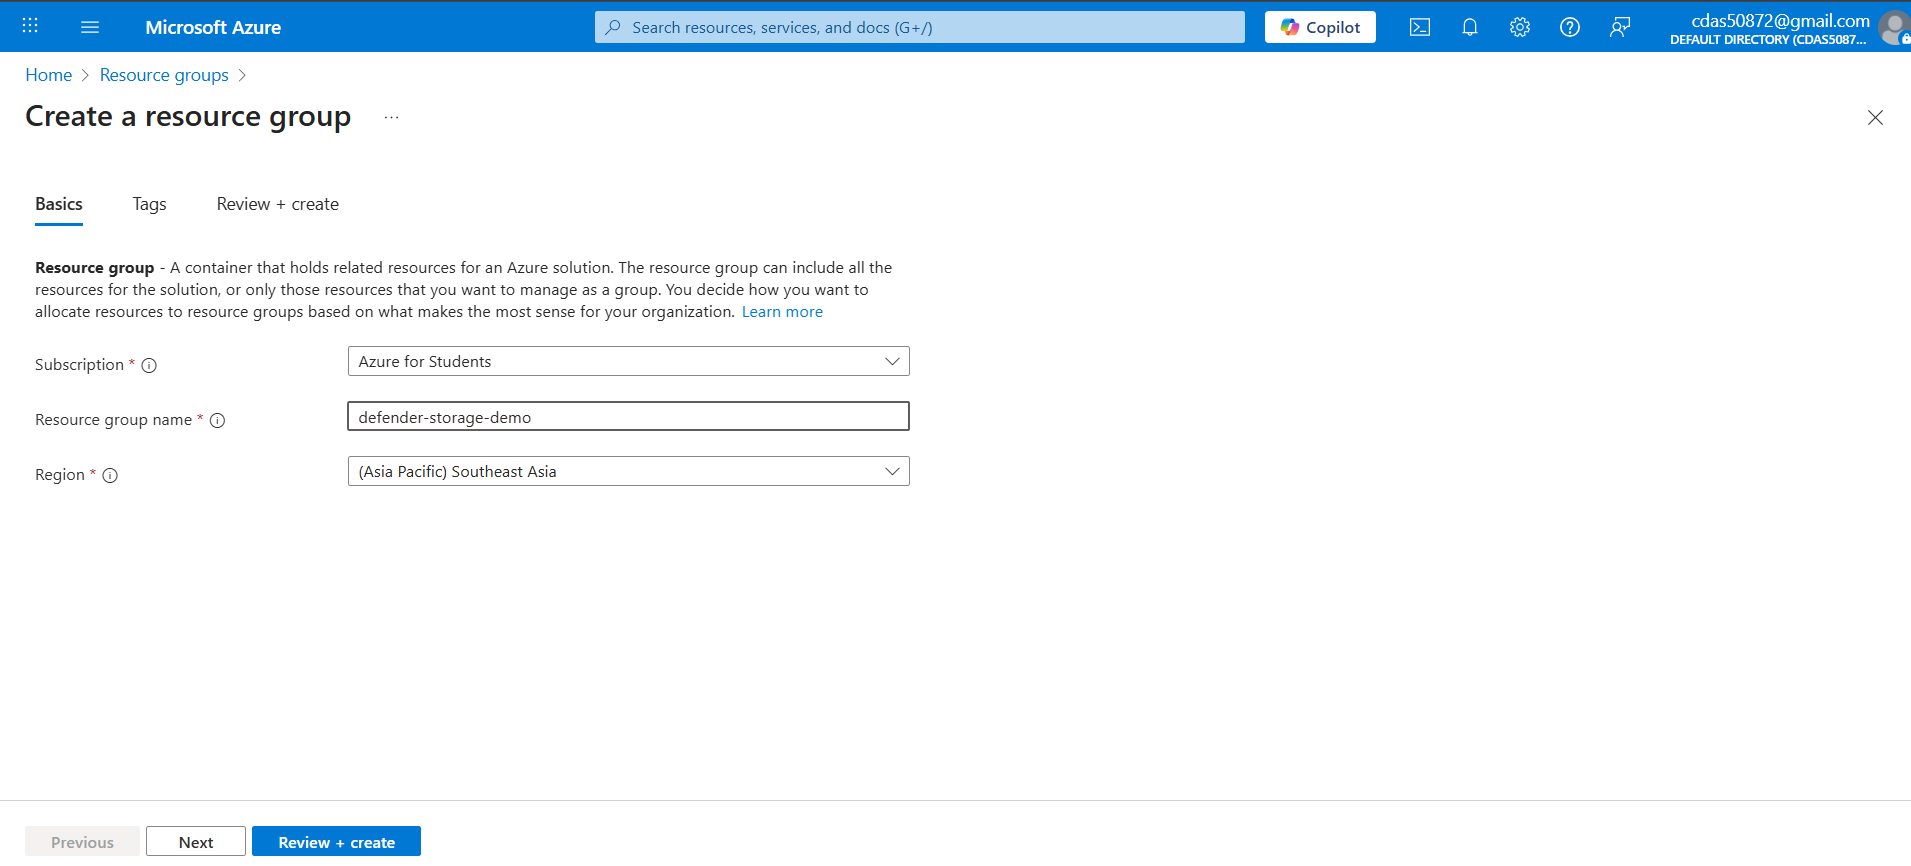 Microsoft Azure
Search resources, services, and docs (G+/)
Copilot
cdas50872@gmail.com
DEFAULT DIRECTORY (CDAS5087...
Home > Resource groups >
Create a resource group ...
Basics Tags Review + create
Resource group - A container that holds related resources for an Azure solution. The resource group can include all the
resources for the solution, or only those resources that you want to manage as a group. You decide how you want to
allocate resources to resource groups based on what makes the most sense for your organization. Learn more
Subscription * Azure for Students
Resource group name * defender-storage-demo
Region * (Asia Pacific) Southeast Asia
Previous Next Review + create